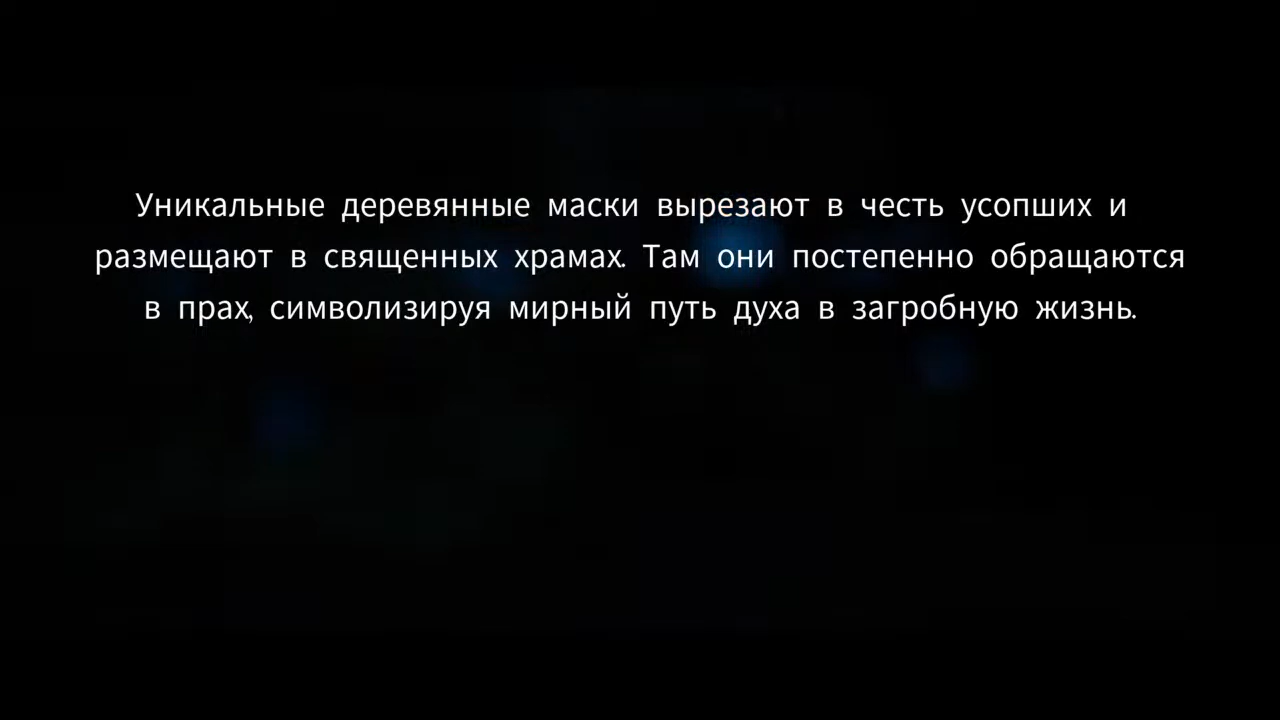 Уникальные деревянные маски вырезают в честь усопших и
размещают в священных храмах. Там они постепенно обращаются
в прах, символизируя мирный путь духа в загробную жизнь.